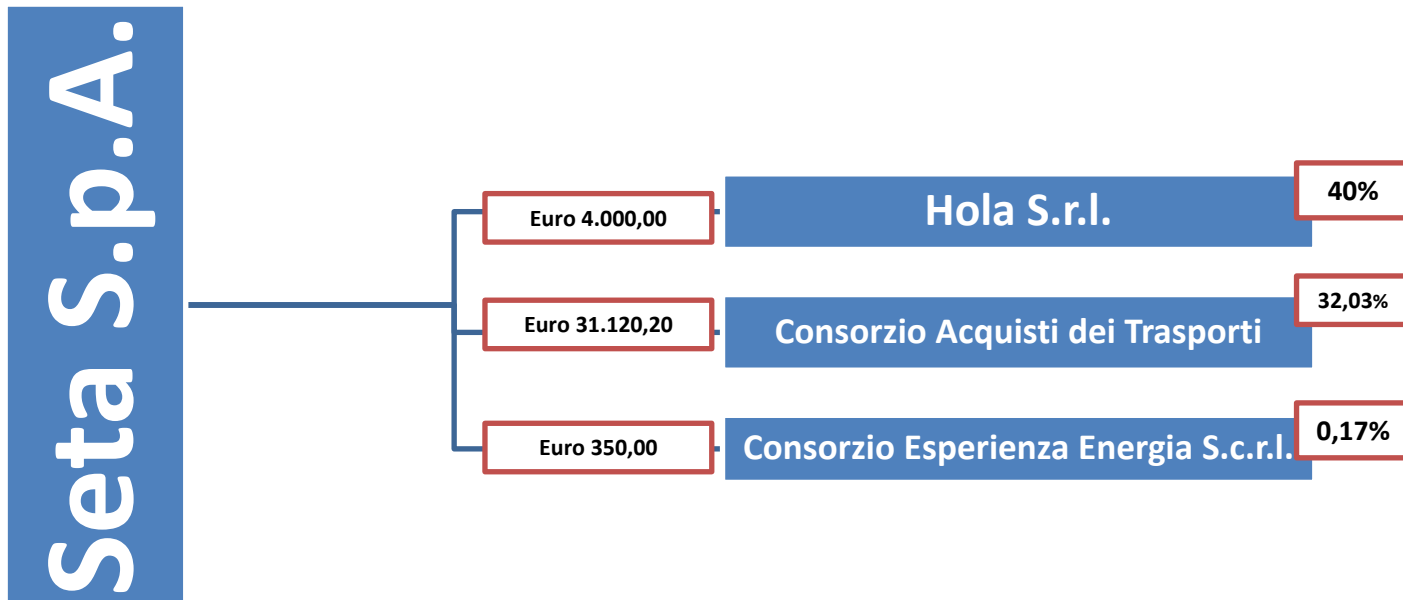 Seta S.p.A.
Euro 4.000,00
Hola S.r.l.
40%
Euro 31.120,20
Consorzio Acquisti dei Trasporti
32,03%
Euro 350,00
Consorzio Esperienza Energia S.c.r.l.
0,17%